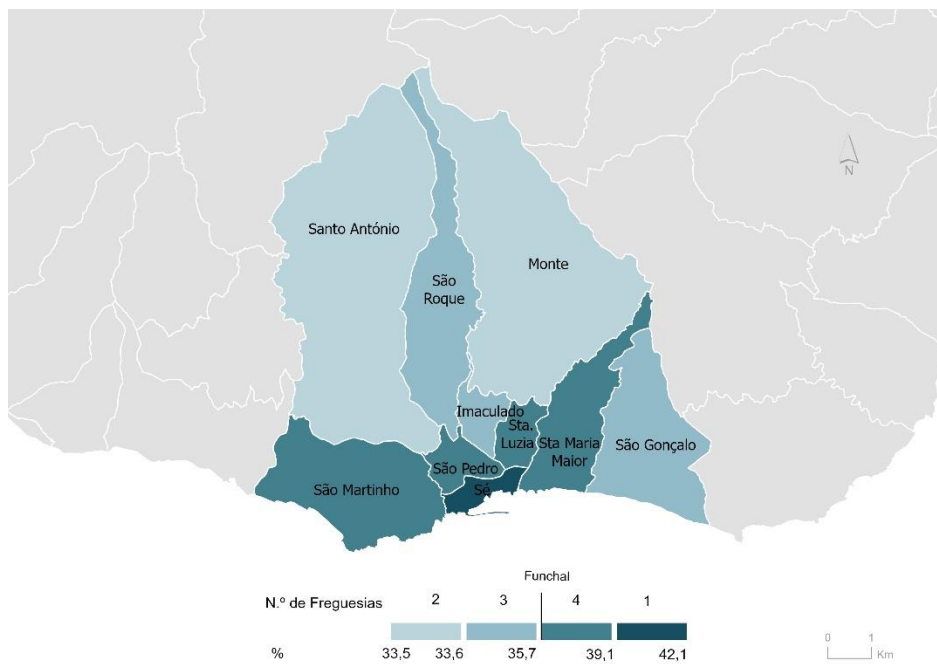 N
Santo António
Monte
São
Roque
Imaculado
Sta.
Luzia
Sta Maria
Maior
São Gonçalo
São Pedro
São Martinho
Sé
Funchal
N.º de Freguesias 2 3 4 1
% 33,5 33,6 35,7 39,1 42,1
0 1
Km